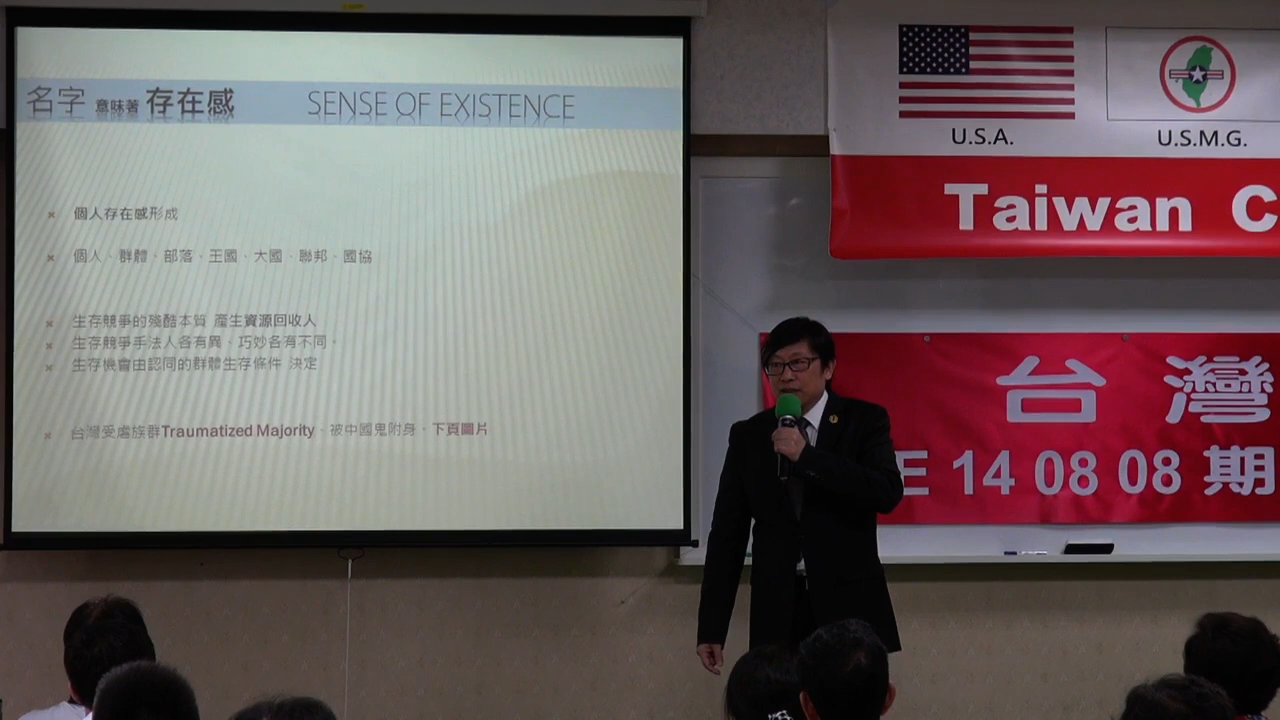 名字 意味著 存在感 SENSE OF EXISTENCE
個人存在感形成
個人、群體、部落、王國、大國、聯邦、國協
生存競爭的殘酷本質 產生資源回收人
生存競爭手法人各有異、巧妙各有不同。
生存機會由認同的群體生存條件 決定
台灣受虐族群Traumatized Majority、被中國鬼附身。下頁圖片
U.S.A.
U.S.M.G.
Taiwan C
台灣
E 14 08 08 期